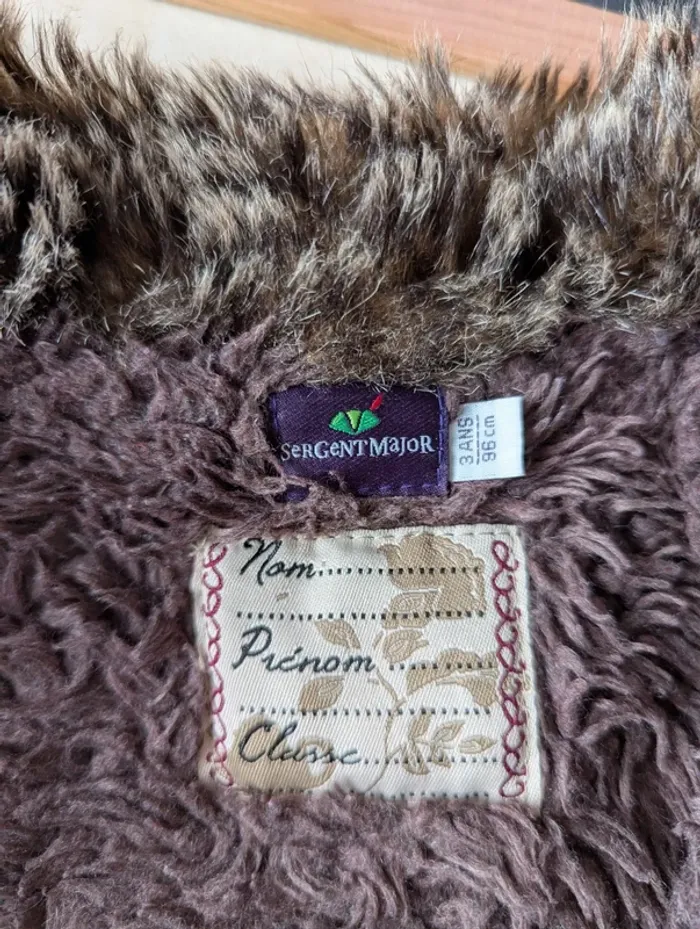 SERGENT MAJOR
3 ANS
96 cm
Nom
Prénom
Classe